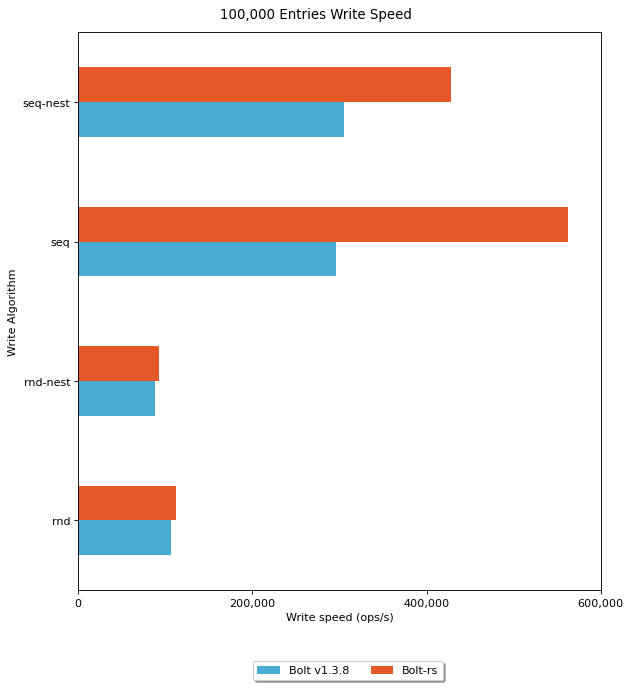 100,000 Entries Write Speed
seq-nest
seq
Write Algorithm
rnd-nest
rnd
0
200,000
400,000
600,000
Write speed (ops/s)
Bolt v1.3.8
Bolt-rs